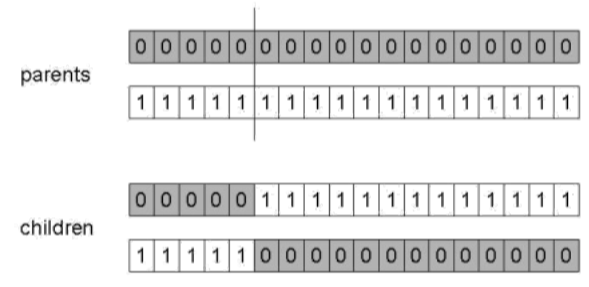 parents
0 0 0 0 0 0 0 0 0 0 0 0 0 0 0 0 0 0
1 1 1 1 1 1 1 1 1 1 1 1 1 1 1 1 1 1
children
0 0 0 0 0 1 1 1 1 1 1 1 1 1 1 1 1 1
1 1 1 1 1 0 0 0 0 0 0 0 0 0 0 0 0 0